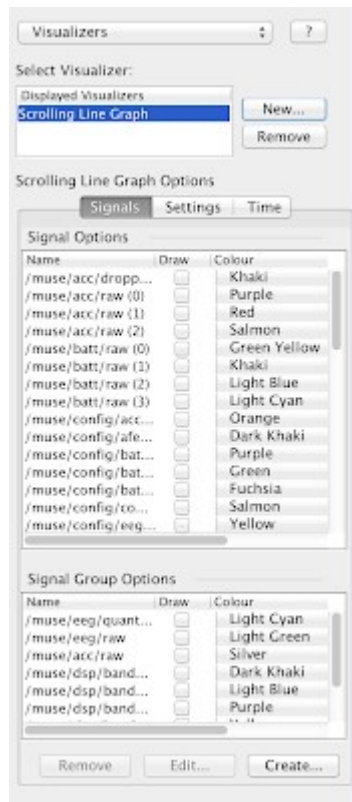 Visualizers ?
Select Visualizer:
Displayed Visualizers
Scrolling Line Graph
New...
Remove
Scrolling Line Graph Options
Signals Settings Time
Signal Options
Name Draw Colour
/muse/acc/dropp... Khaki
/muse/acc/raw (0) Purple
/muse/acc/raw (1) Red
/muse/acc/raw (2) Salmon
/muse/batt/raw (0) Green Yellow
/muse/batt/raw (1) Khaki
/muse/batt/raw (2) Light Blue
/muse/batt/raw (3) Light Cyan
/muse/config/acc... Orange
/muse/config/afe... Dark Khaki
/muse/config/bat... Purple
/muse/config/bat... Green
/muse/config/bat... Fuchsia
/muse/config/co... Salmon
/muse/config/eeg... Yellow
Signal Group Options
Name Draw Colour
/muse/eeg/quant... Light Cyan
/muse/eeg/raw Light Green
/muse/acc/raw Silver
/muse/dsp/band... Dark Khaki
/muse/dsp/band... Light Blue
/muse/dsp/band... Purple
Remove Edit... Create...